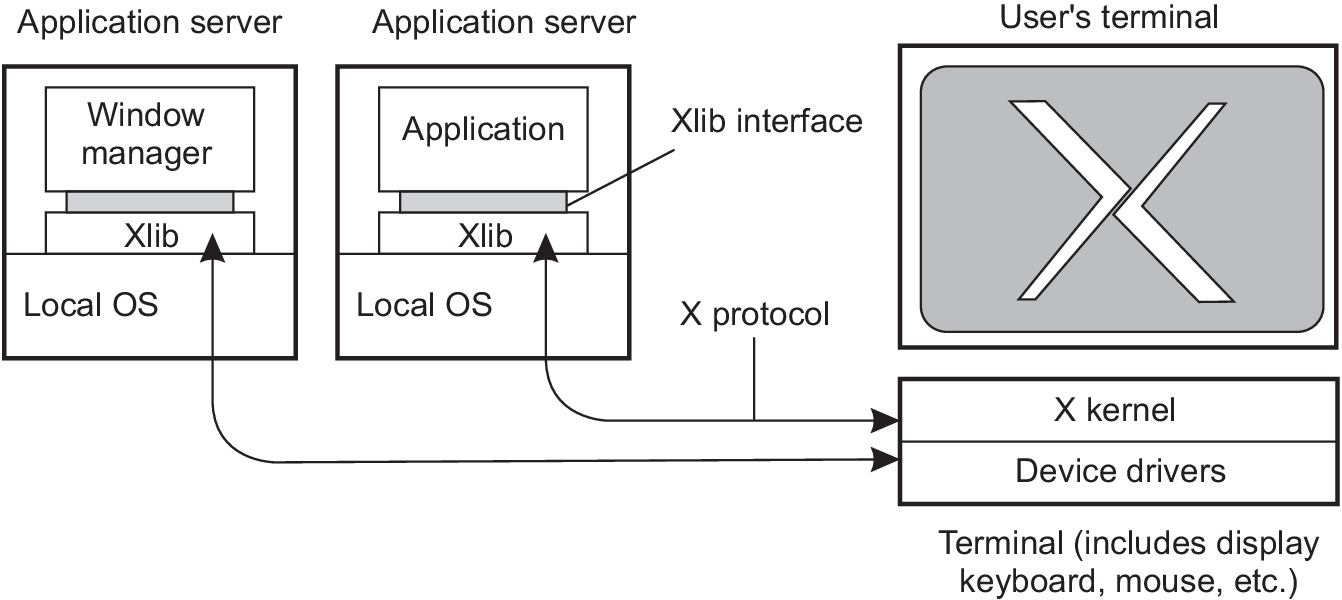 Application server
Application server
User's terminal
Window
manager
Application
Xlib interface
Xlib
Xlib
Local OS
Local OS
X protocol
X kernel
Device drivers
Terminal (includes display
keyboard, mouse, etc.)